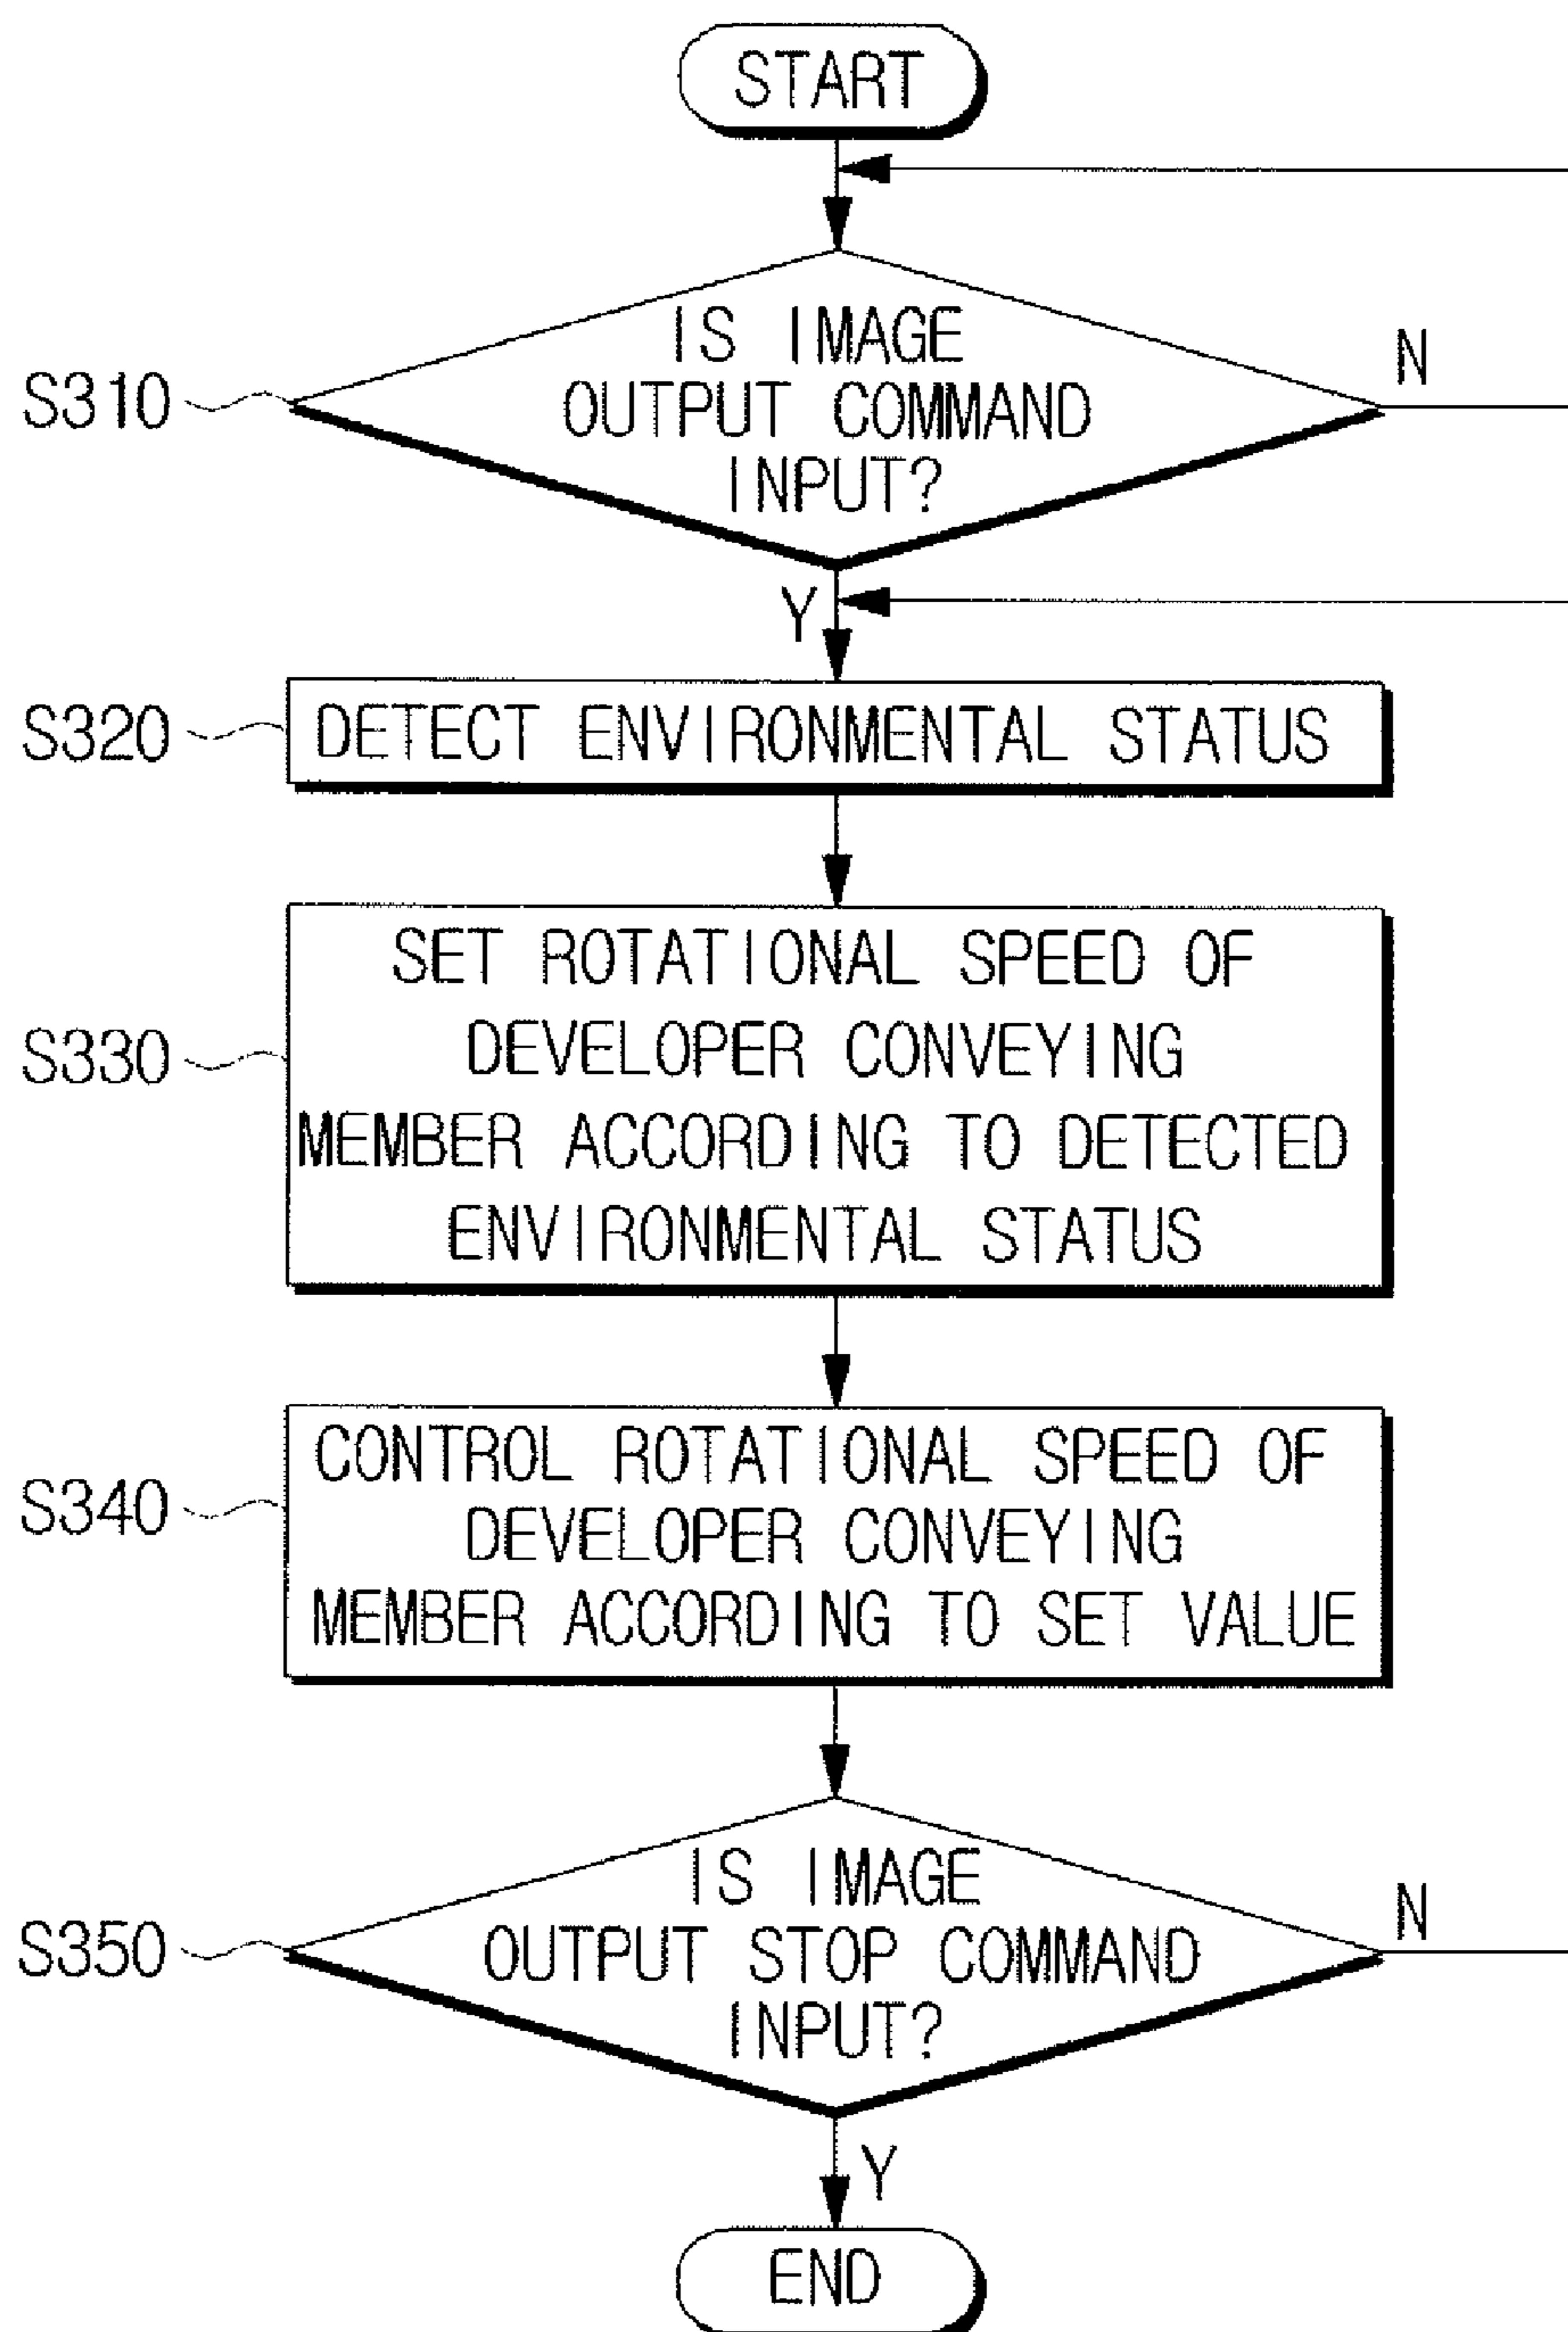 START
IS IMAGE
OUTPUT COMMAND
INPUT?
N
S310
Y
S320
DETECT ENVIRONMENTAL STATUS
S330
SET ROTATIONAL SPEED OF
DEVELOPER CONVEYING
MEMBER ACCORDING TO DETECTED
ENVIRONMENTAL STATUS
S340
CONTROL ROTATIONAL SPEED OF
DEVELOPER CONVEYING
MEMBER ACCORDING TO SET VALUE
S350
IS IMAGE
OUTPUT STOP COMMAND
INPUT?
N
Y
END